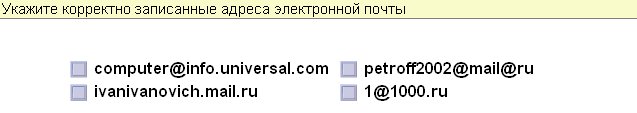 Укажите корректно записанные адреса электронной почты
computer@info.universal.com petroff2002@mail@ru
ivanivanovich.mail.ru 1@1000.ru